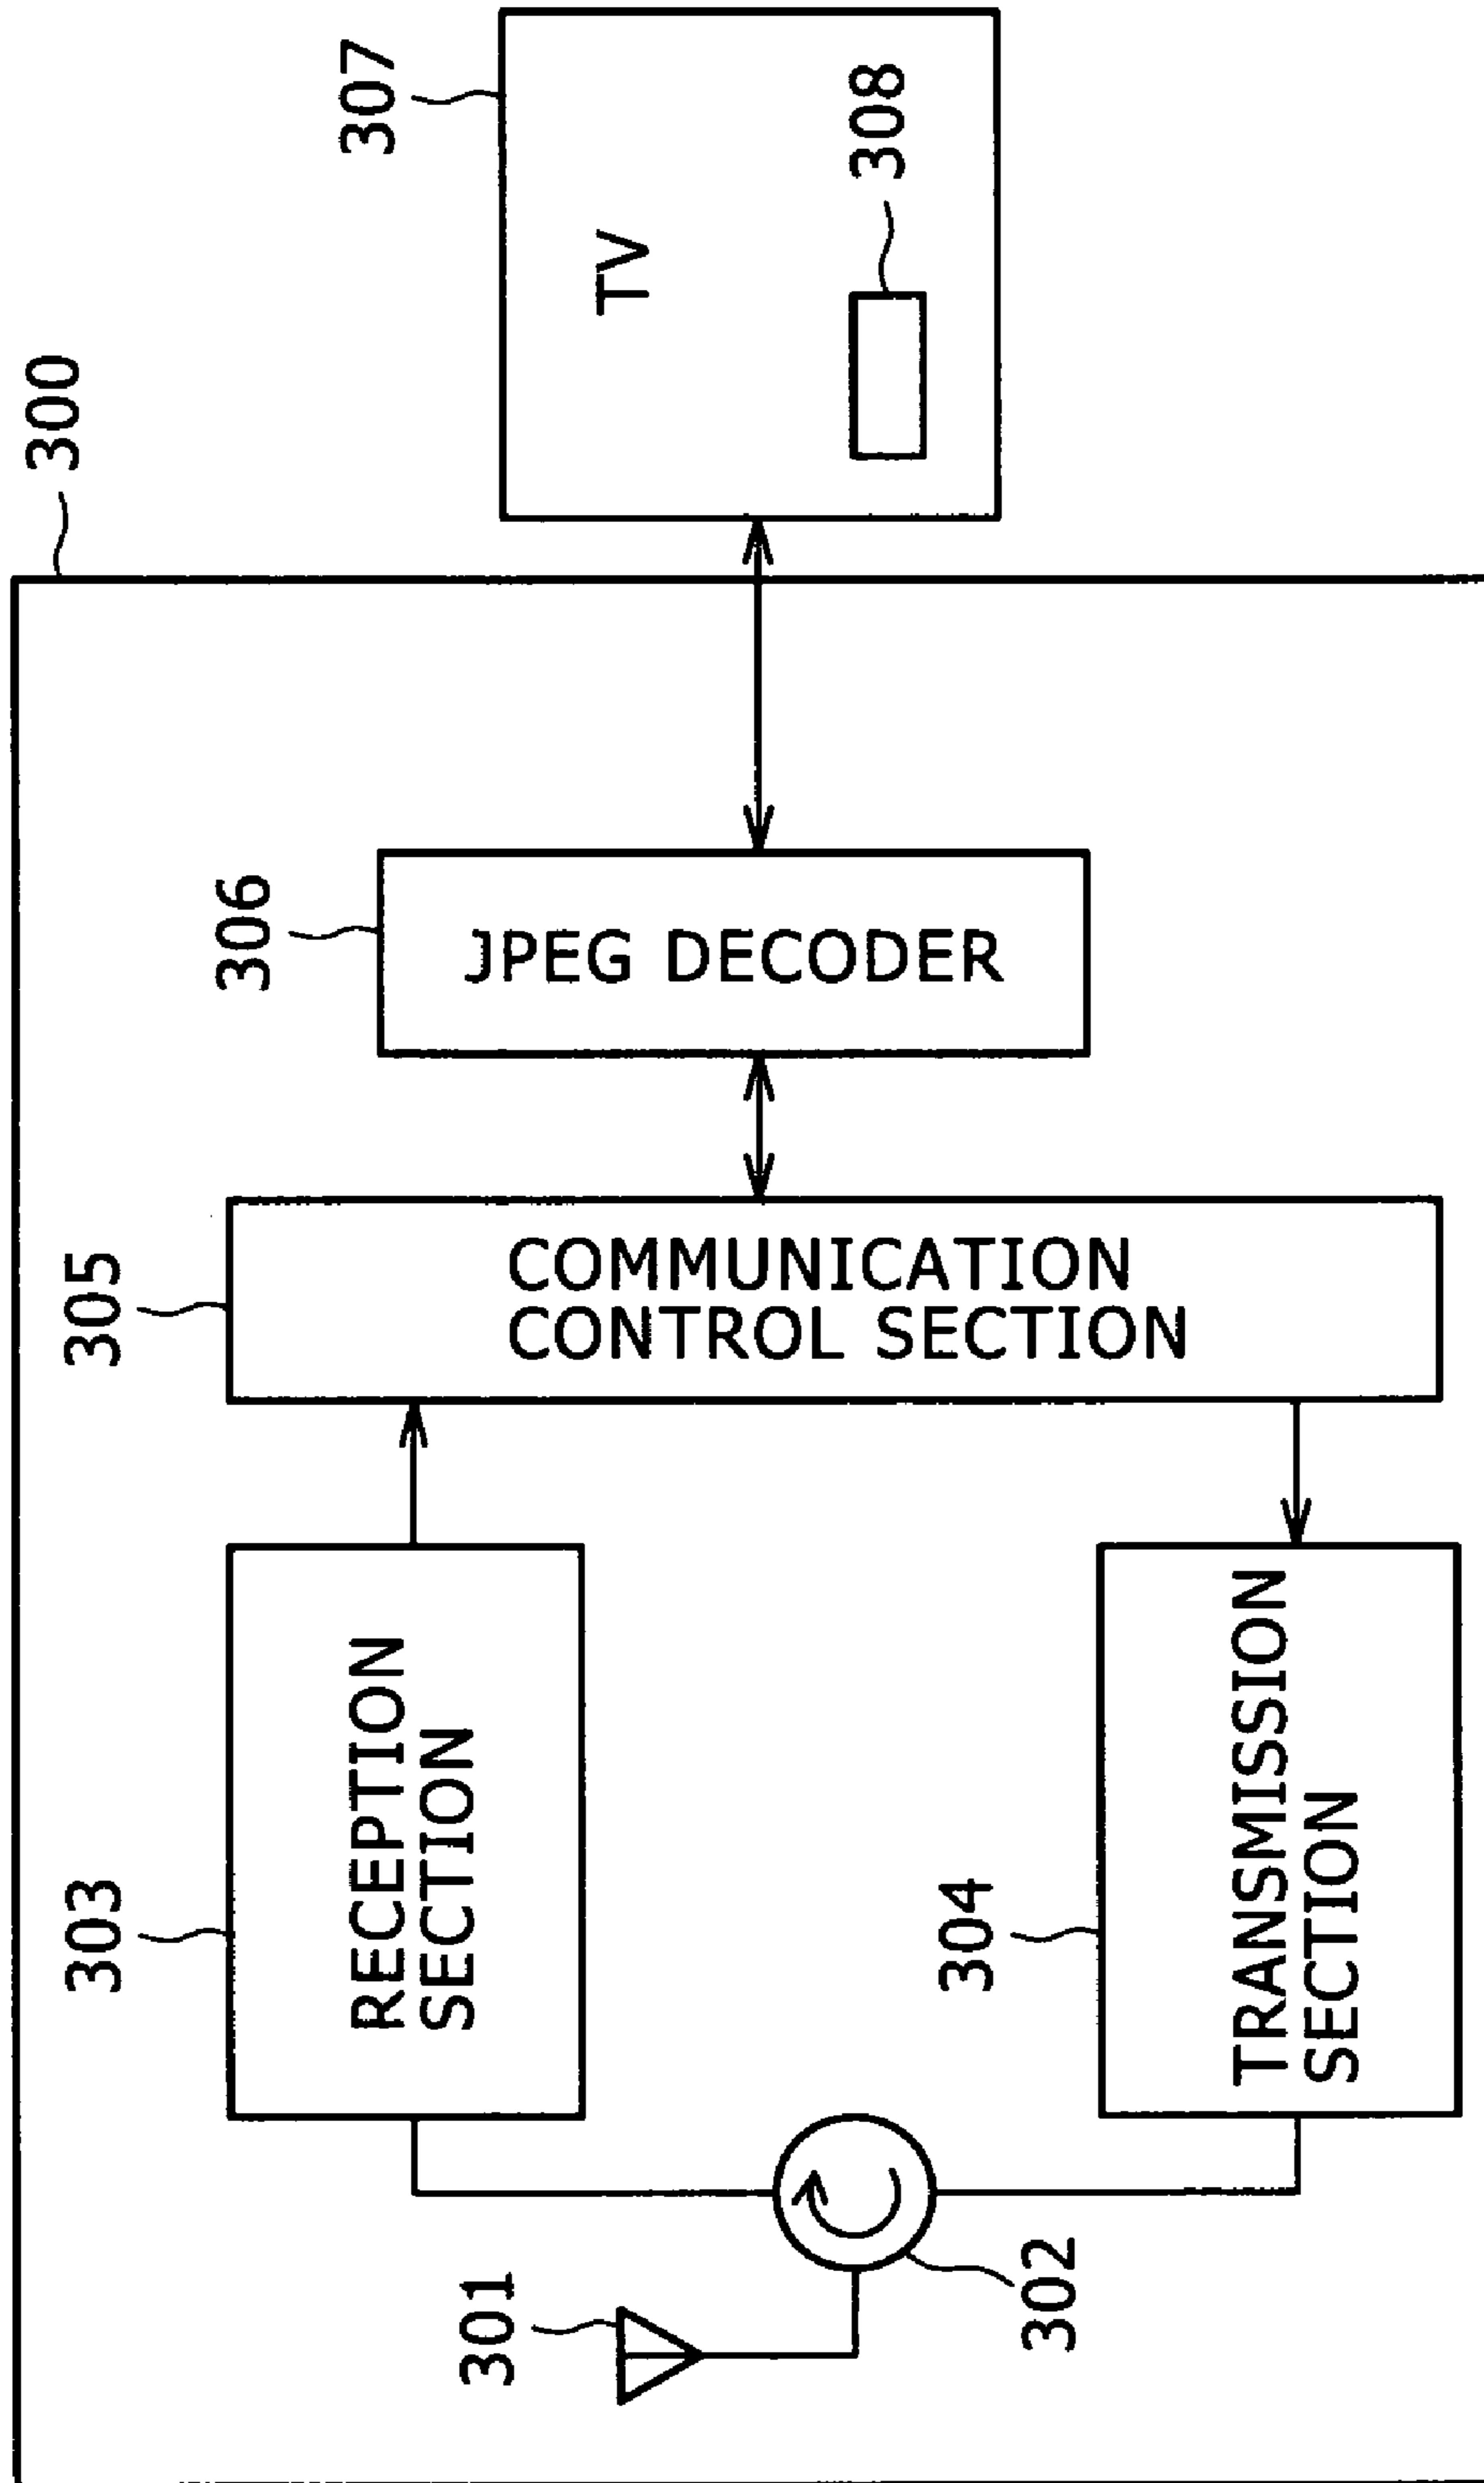 300
307
TV
308
306
JPEG DECODER
305
COMMUNICATION
CONTROL SECTION
303
RECEPTION
SECTION
304
TRANSMISSION
SECTION
301
302